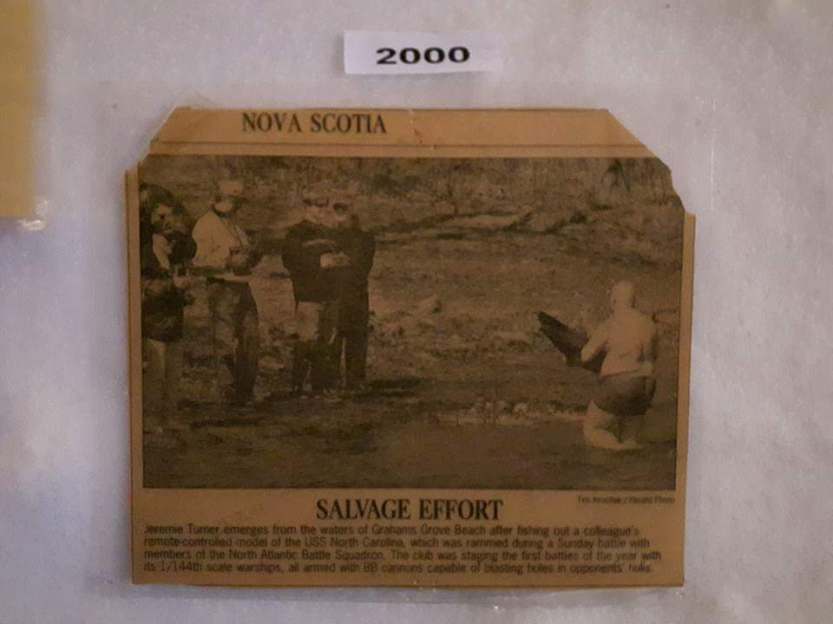 2000
NOVA SCOTIA
/ Herald Photo
SALVAGE EFFORT
Jeremie Turner emerges from the waters of Grahams Grove Beach after fishing out a colleague's
remote-controlled model of the USS North Carolina, which was rammed during a Sunday battle with
members of the North Atlantic Battle Squadron. The club was staging the first battles of the year with
its 1/144th scale warships, all armed with BB cannons capable of blasting holes in opponents' hulls.